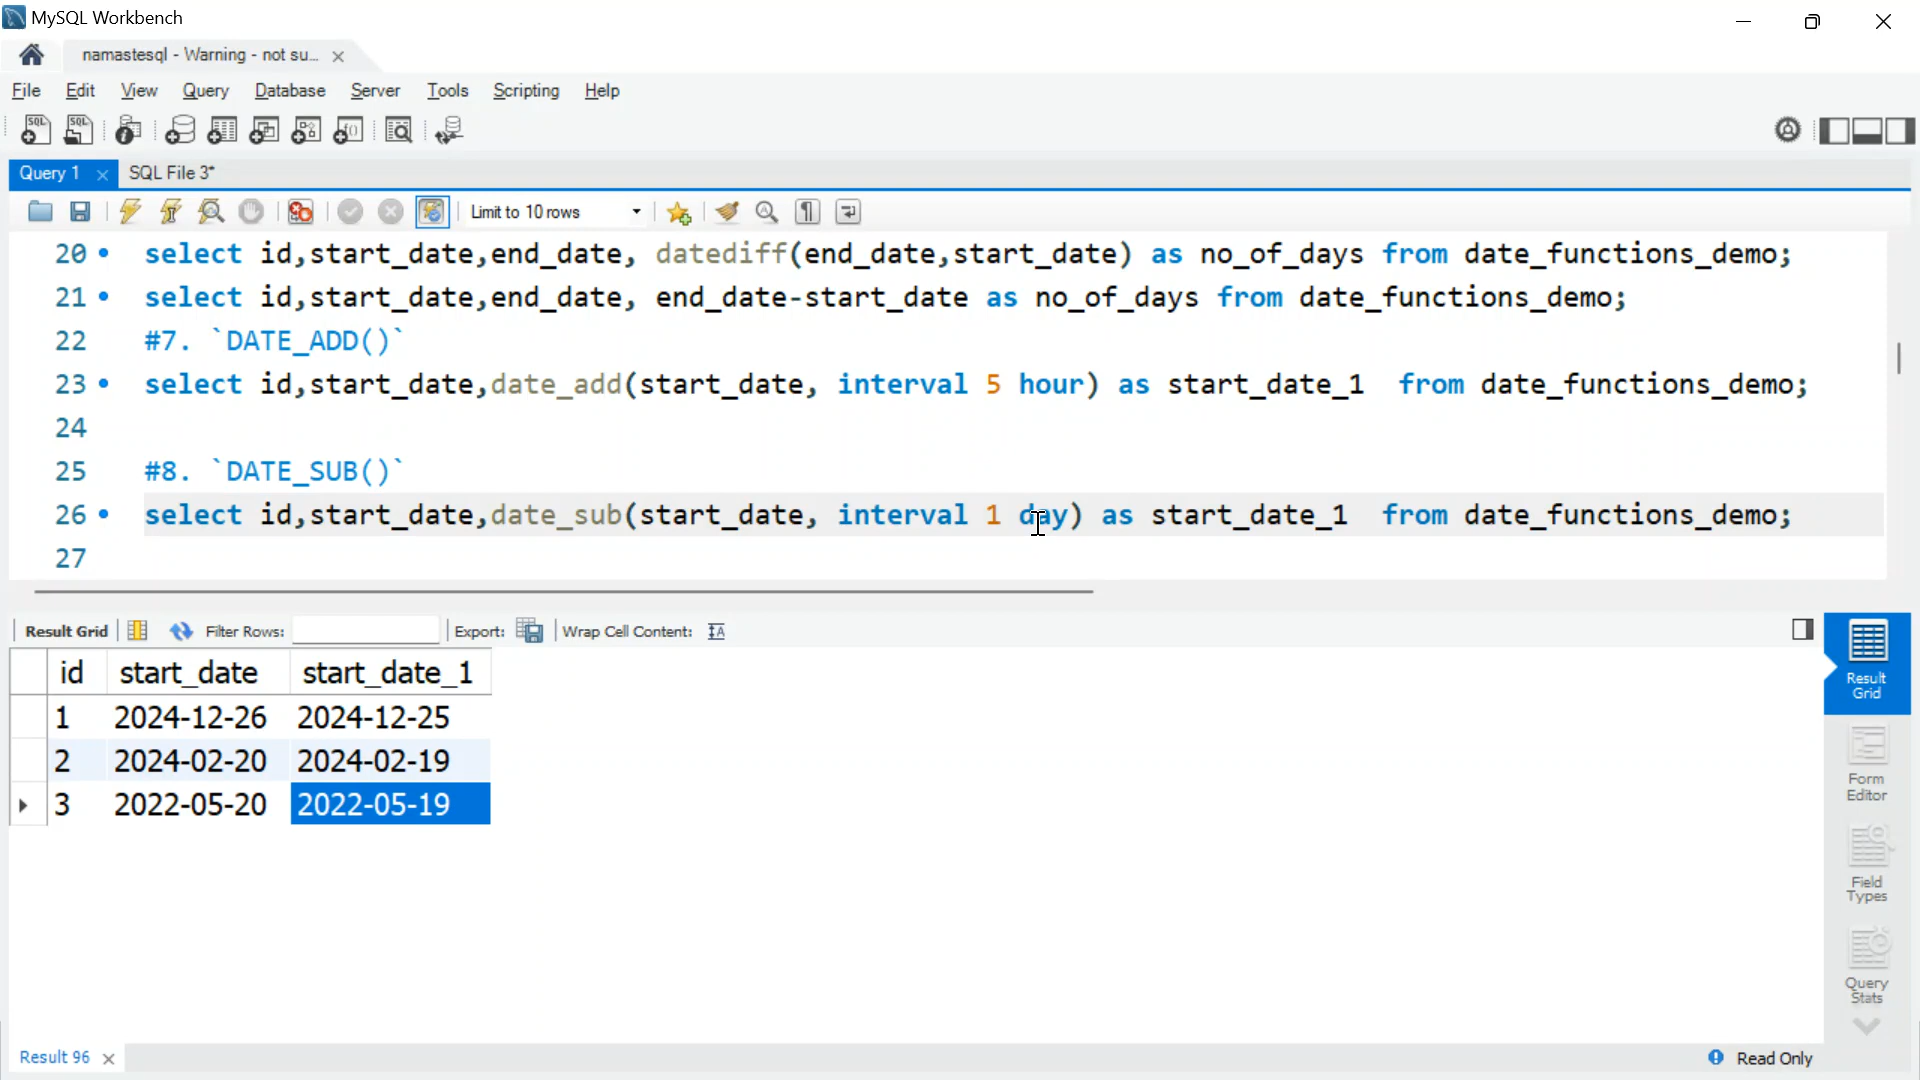 MySQL Workbench
namastesql - Warning - not su...
File Edit View Query Database Server Tools Scripting Help
Query 1 SQL File 3*
Limit to 10 rows
20 select id,start_date,end_date, datediff(end_date,start_date) as no_of_days from date_functions_demo;
21 select id,start_date,end_date, end_date-start_date as no_of_days from date_functions_demo;
22 #7. `DATE_ADD()`
23 select id,start_date,date_add(start_date, interval 5 hour) as start_date_1  from date_functions_demo;
24
25 #8. `DATE_SUB()`
26 select id,start_date,date_sub(start_date, interval 1 day) as start_date_1  from date_functions_demo;
27
Result Grid Filter Rows: Export: Wrap Cell Content:
id start_date start_date_1
1 2024-12-26 2024-12-25
2 2024-02-20 2024-02-19
3 2022-05-20 2022-05-19
Result
Grid
Form
Editor
Field
Types
Query
Stats
Result 96 Read Only